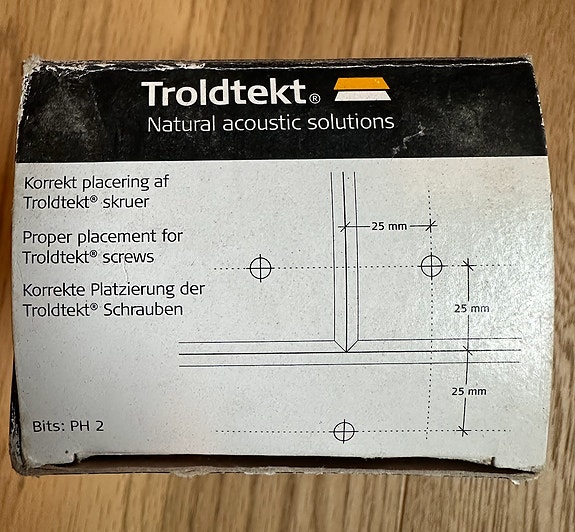 Troldtekt®
Natural acoustic solutions
Korrekt placering af
Troldtekt® skruer
Proper placement for
Troldtekt® screws
Korrekte Platzierung der
Troldtekt® Schrauben
25 mm
25 mm
25 mm
Bits: PH 2